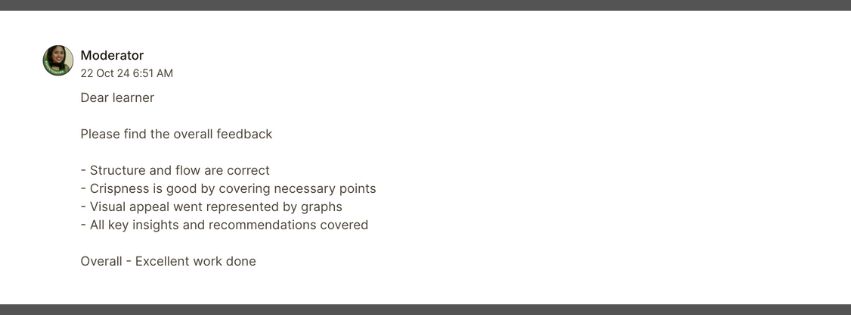 Moderator
22 Oct 24 6:51 AM
Dear learner
Please find the overall feedback
- Structure and flow are correct
- Crispness is good by covering necessary points
- Visual appeal went represented by graphs
- All key insights and recommendations covered
Overall - Excellent work done